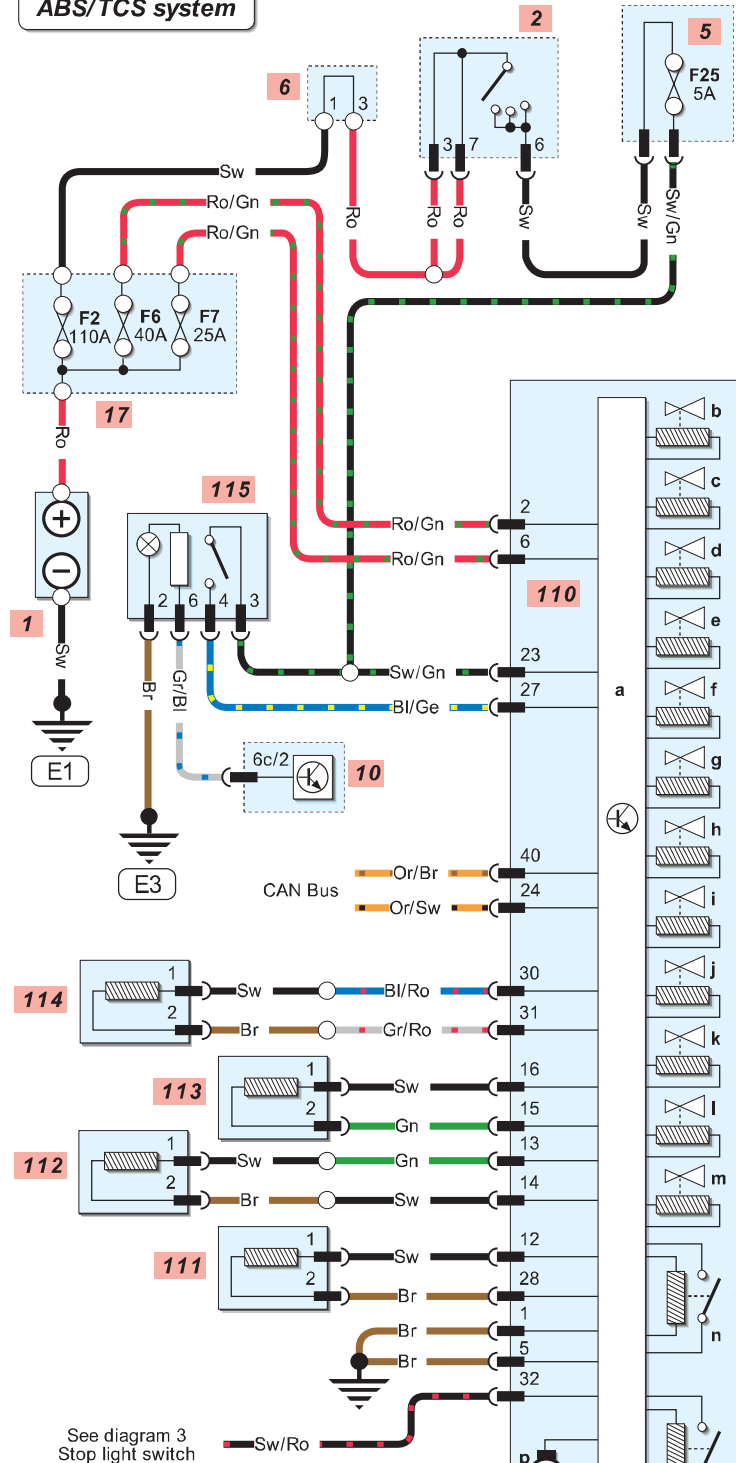 ABS/TCS system
2
5
6
F25
5A
1 3
3 7 6
Sw
Ro/Gn
Ro/Gn
Ro
Ro
Ro
Sw
Sw
Sw/Gn
F2
110A
F6
40A
F7
25A
17
Ro
115
+
−
1
Sw
E1
2 6 4 3
Br
Gr/Bl
E3
6c/2
10
Ro/Gn
2
Ro/Gn
6
110
Sw/Gn
23
Bl/Ge
27
a
b
c
d
e
f
g
h
i
j
k
l
m
n
p
CAN Bus
Or/Br
40
Or/Sw
24
114
1
Sw
Bl/Ro
30
2
Br
Gr/Ro
31
113
1
Sw
16
2
Gn
15
112
1
Sw
Gn
13
2
Br
Sw
14
111
1
Sw
12
2
Br
28
Br
1
Br
5
32
See diagram 3
Stop light switch
Sw/Ro